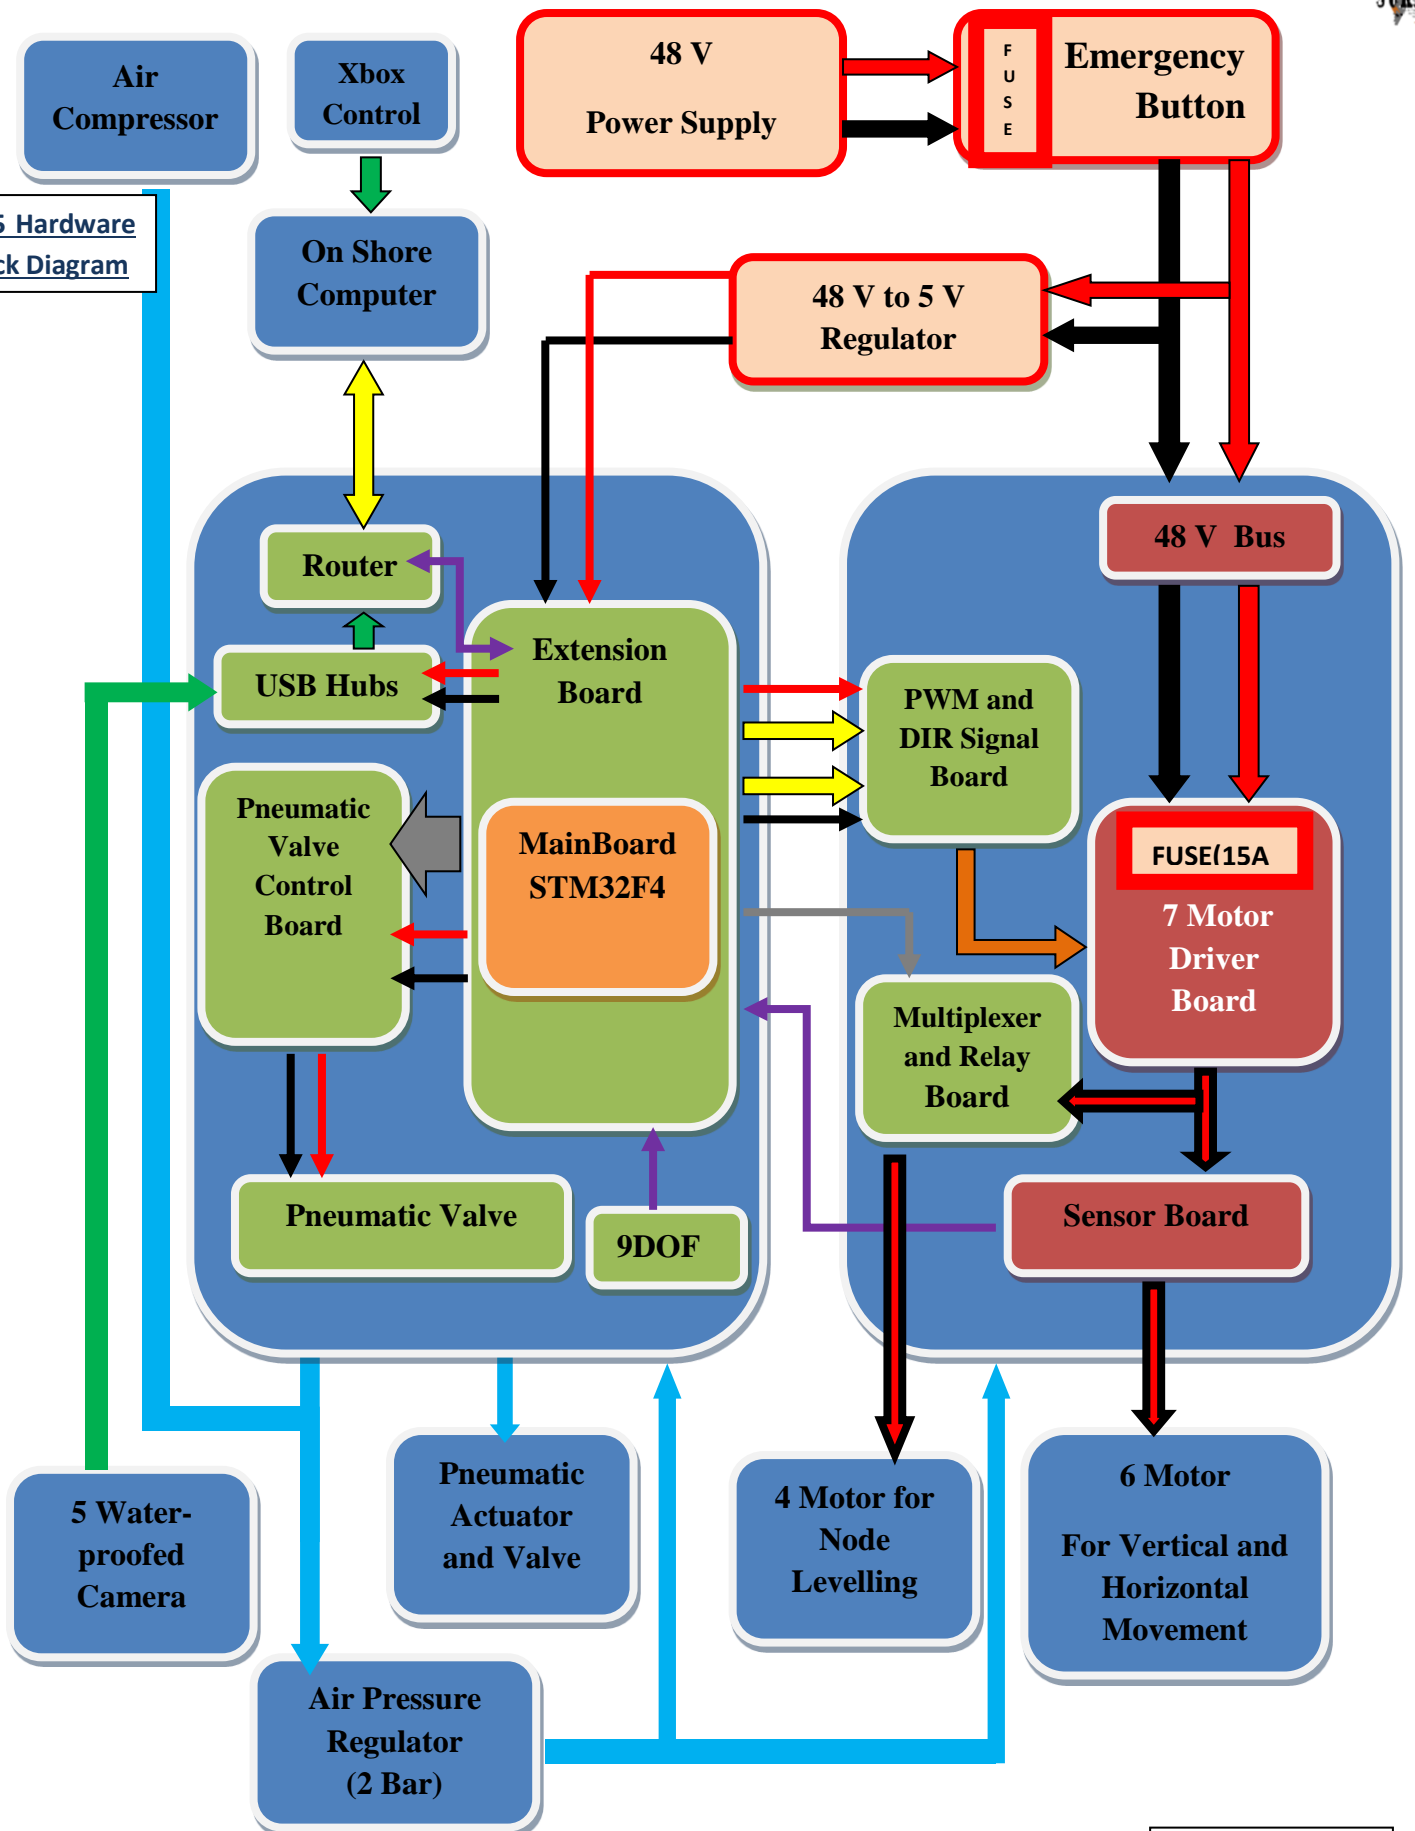 Air
Compressor
Xbox
Control
48 V
Power Supply
F
U
S
E
Emergency
Button
5 Hardware
ck Diagram
On Shore
Computer
48 V to 5 V
Regulator
Router
48 V Bus
Extension
Board
USB Hubs
PWM and
DIR Signal
Board
Pneumatic
Valve
Control
Board
MainBoard
STM32F4
FUSE(15A
7 Motor
Driver
Board
Multiplexer
and Relay
Board
Pneumatic Valve
9DOF
Sensor Board
5 Water-
proofed
Camera
Pneumatic
Actuator
and Valve
4 Motor for
Node
Levelling
6 Motor
For Vertical and
Horizontal
Movement
Air Pressure
Regulator
(2 Bar)